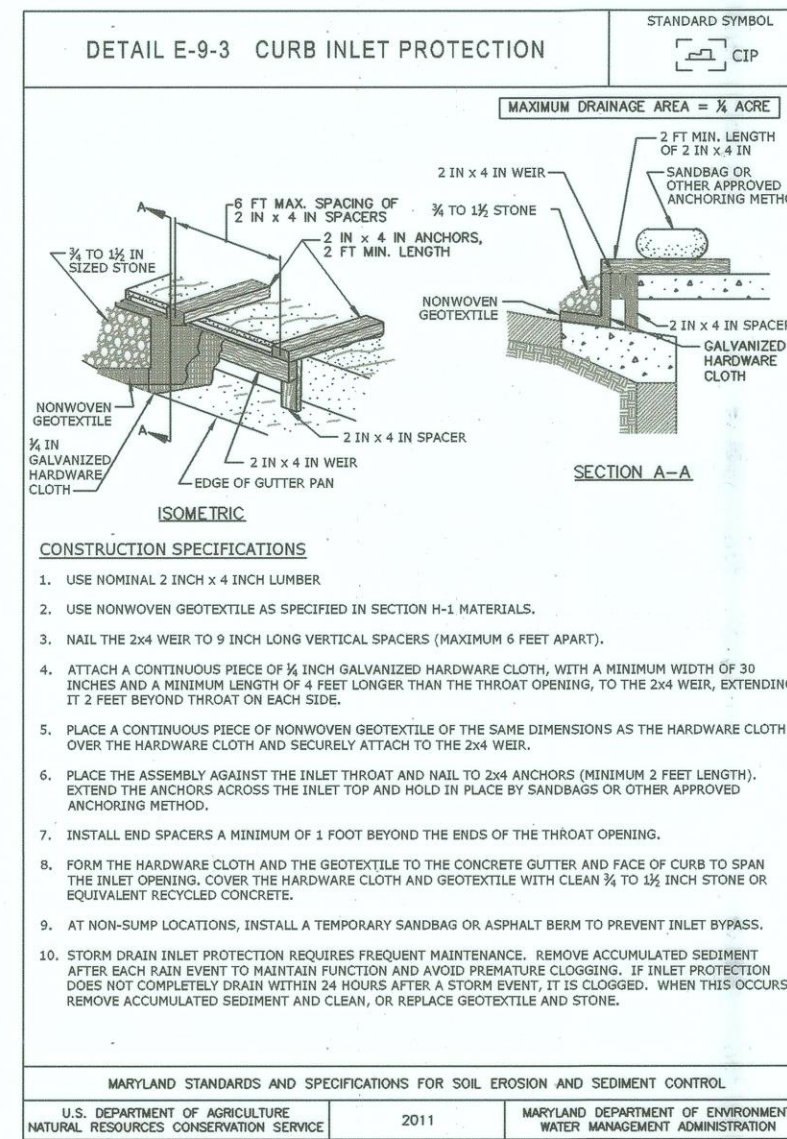 DETAIL E-9-3 CURB INLET PROTECTION
STANDARD SYMBOL
CIP
MAXIMUM DRAINAGE AREA = ¼ ACRE
A
6 FT MAX. SPACING OF
2 IN x 4 IN SPACERS
¾ TO 1½ IN
SIZED STONE
2 IN x 4 IN ANCHORS,
2 FT MIN. LENGTH
NONWOVEN
GEOTEXTILE
A
¼ IN
GALVANIZED
HARDWARE
CLOTH
2 IN x 4 IN SPACER
2 IN x 4 IN WEIR
EDGE OF GUTTER PAN
ISOMETRIC
2 FT MIN. LENGTH
OF 2 IN x 4 IN
2 IN x 4 IN WEIR
SANDBAG OR
OTHER APPROVED
ANCHORING METHO
¾ TO 1½ STONE
NONWOVEN
GEOTEXTILE
2 IN x 4 IN SPACER
GALVANIZED
HARDWARE
CLOTH
SECTION A-A
CONSTRUCTION SPECIFICATIONS
1. USE NOMINAL 2 INCH x 4 INCH LUMBER
2. USE NONWOVEN GEOTEXTILE AS SPECIFIED IN SECTION H-1 MATERIALS.
3. NAIL THE 2x4 WEIR TO 9 INCH LONG VERTICAL SPACERS (MAXIMUM 6 FEET APART).
4. ATTACH A CONTINUOUS PIECE OF ¼ INCH GALVANIZED HARDWARE CLOTH, WITH A MINIMUM WIDTH OF 30
INCHES AND A MINIMUM LENGTH OF 4 FEET LONGER THAN THE THROAT OPENING, TO THE 2x4 WEIR, EXTENDING
IT 2 FEET BEYOND THROAT ON EACH SIDE.
5. PLACE A CONTINUOUS PIECE OF NONWOVEN GEOTEXTILE OF THE SAME DIMENSIONS AS THE HARDWARE CLOTH
OVER THE HARDWARE CLOTH AND SECURELY ATTACH TO THE 2x4 WEIR.
6. PLACE THE ASSEMBLY AGAINST THE INLET THROAT AND NAIL TO 2x4 ANCHORS (MINIMUM 2 FEET LENGTH).
EXTEND THE ANCHORS ACROSS THE INLET TOP AND HOLD IN PLACE BY SANDBAGS OR OTHER APPROVED
ANCHORING METHOD.
7. INSTALL END SPACERS A MINIMUM OF 1 FOOT BEYOND THE ENDS OF THE THROAT OPENING.
8. FORM THE HARDWARE CLOTH AND THE GEOTEXTILE TO THE CONCRETE GUTTER AND FACE OF CURB TO SPAN
THE INLET OPENING. COVER THE HARDWARE CLOTH AND GEOTEXTILE WITH CLEAN ¾ TO 1½ INCH STONE OR
EQUIVALENT RECYCLED CONCRETE.
9. AT NON-SUMP LOCATIONS, INSTALL A TEMPORARY SANDBAG OR ASPHALT BERM TO PREVENT INLET BYPASS.
10. STORM DRAIN INLET PROTECTION REQUIRES FREQUENT MAINTENANCE. REMOVE ACCUMULATED SEDIMENT
AFTER EACH RAIN EVENT TO MAINTAIN FUNCTION AND AVOID PREMATURE CLOGGING. IF INLET PROTECTION
DOES NOT COMPLETELY DRAIN WITHIN 24 HOURS AFTER A STORM EVENT, IT IS CLOGGED. WHEN THIS OCCURS
REMOVE ACCUMULATED SEDIMENT AND CLEAN, OR REPLACE GEOTEXTILE AND STONE.
MARYLAND STANDARDS AND SPECIFICATIONS FOR SOIL EROSION AND SEDIMENT CONTROL
U.S. DEPARTMENT OF AGRICULTURE
NATURAL RESOURCES CONSERVATION SERVICE
2011
MARYLAND DEPARTMENT OF ENVIRONMENT
WATER MANAGEMENT ADMINISTRATION